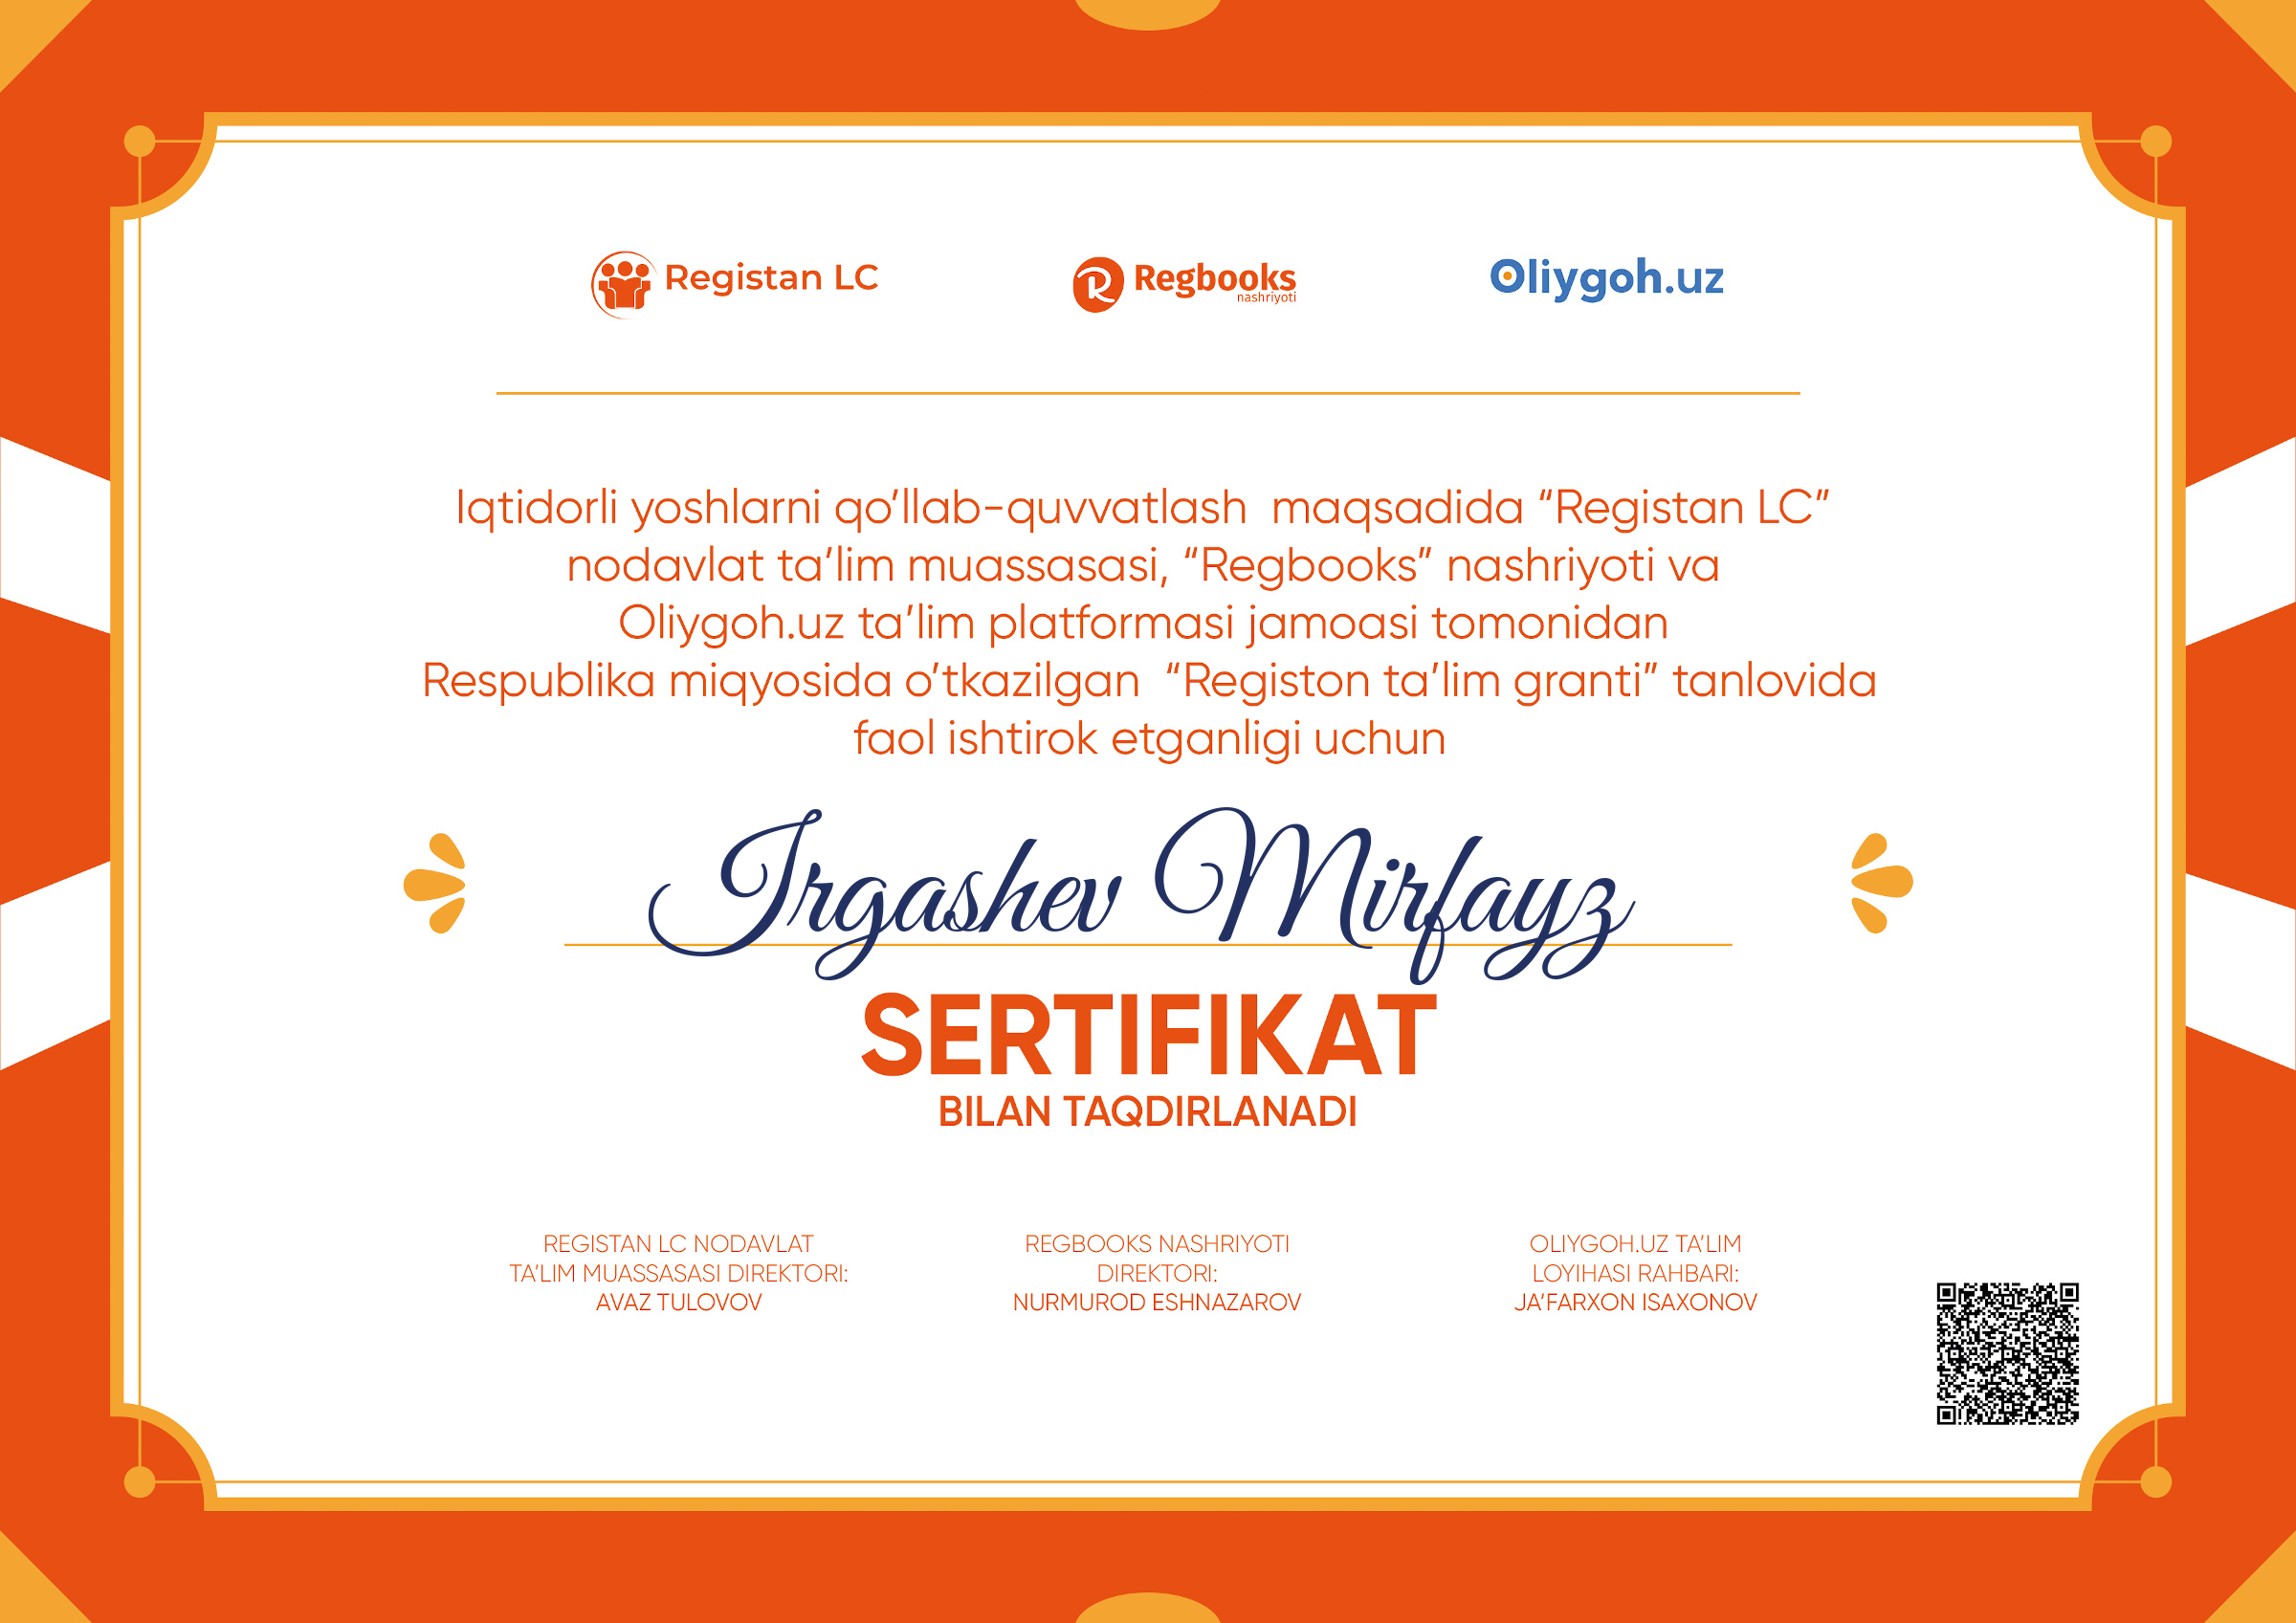 Registan LC
Regbooks
nashriyoti
Oliygoh.uz
Iqtidorli yoshlarni qo’llab-quvvatlash maqsadida “Registan LC”
nodavlat ta’lim muassasasi, “Regbooks” nashriyoti va
Oliygoh.uz ta’lim platformasi jamoasi tomonidan
Respublika miqyosida o’tkazilgan “Registon ta’lim granti” tanlovida
faol ishtirok etganligi uchun
Irgashev Mirfayz
SERTIFIKAT
BILAN TAQDIRLANADI
REGISTAN LC NODAVLAT
TA’LIM MUASSASASI DIREKTORI:
AVAZ TULOVOV
REGBOOKS NASHRIYOTI
DIREKTORI:
NURMUROD ESHNAZAROV
OLIYGOH.UZ TA’LIM
LOYIHASI RAHBARI:
JA’FARXON ISAXONOV